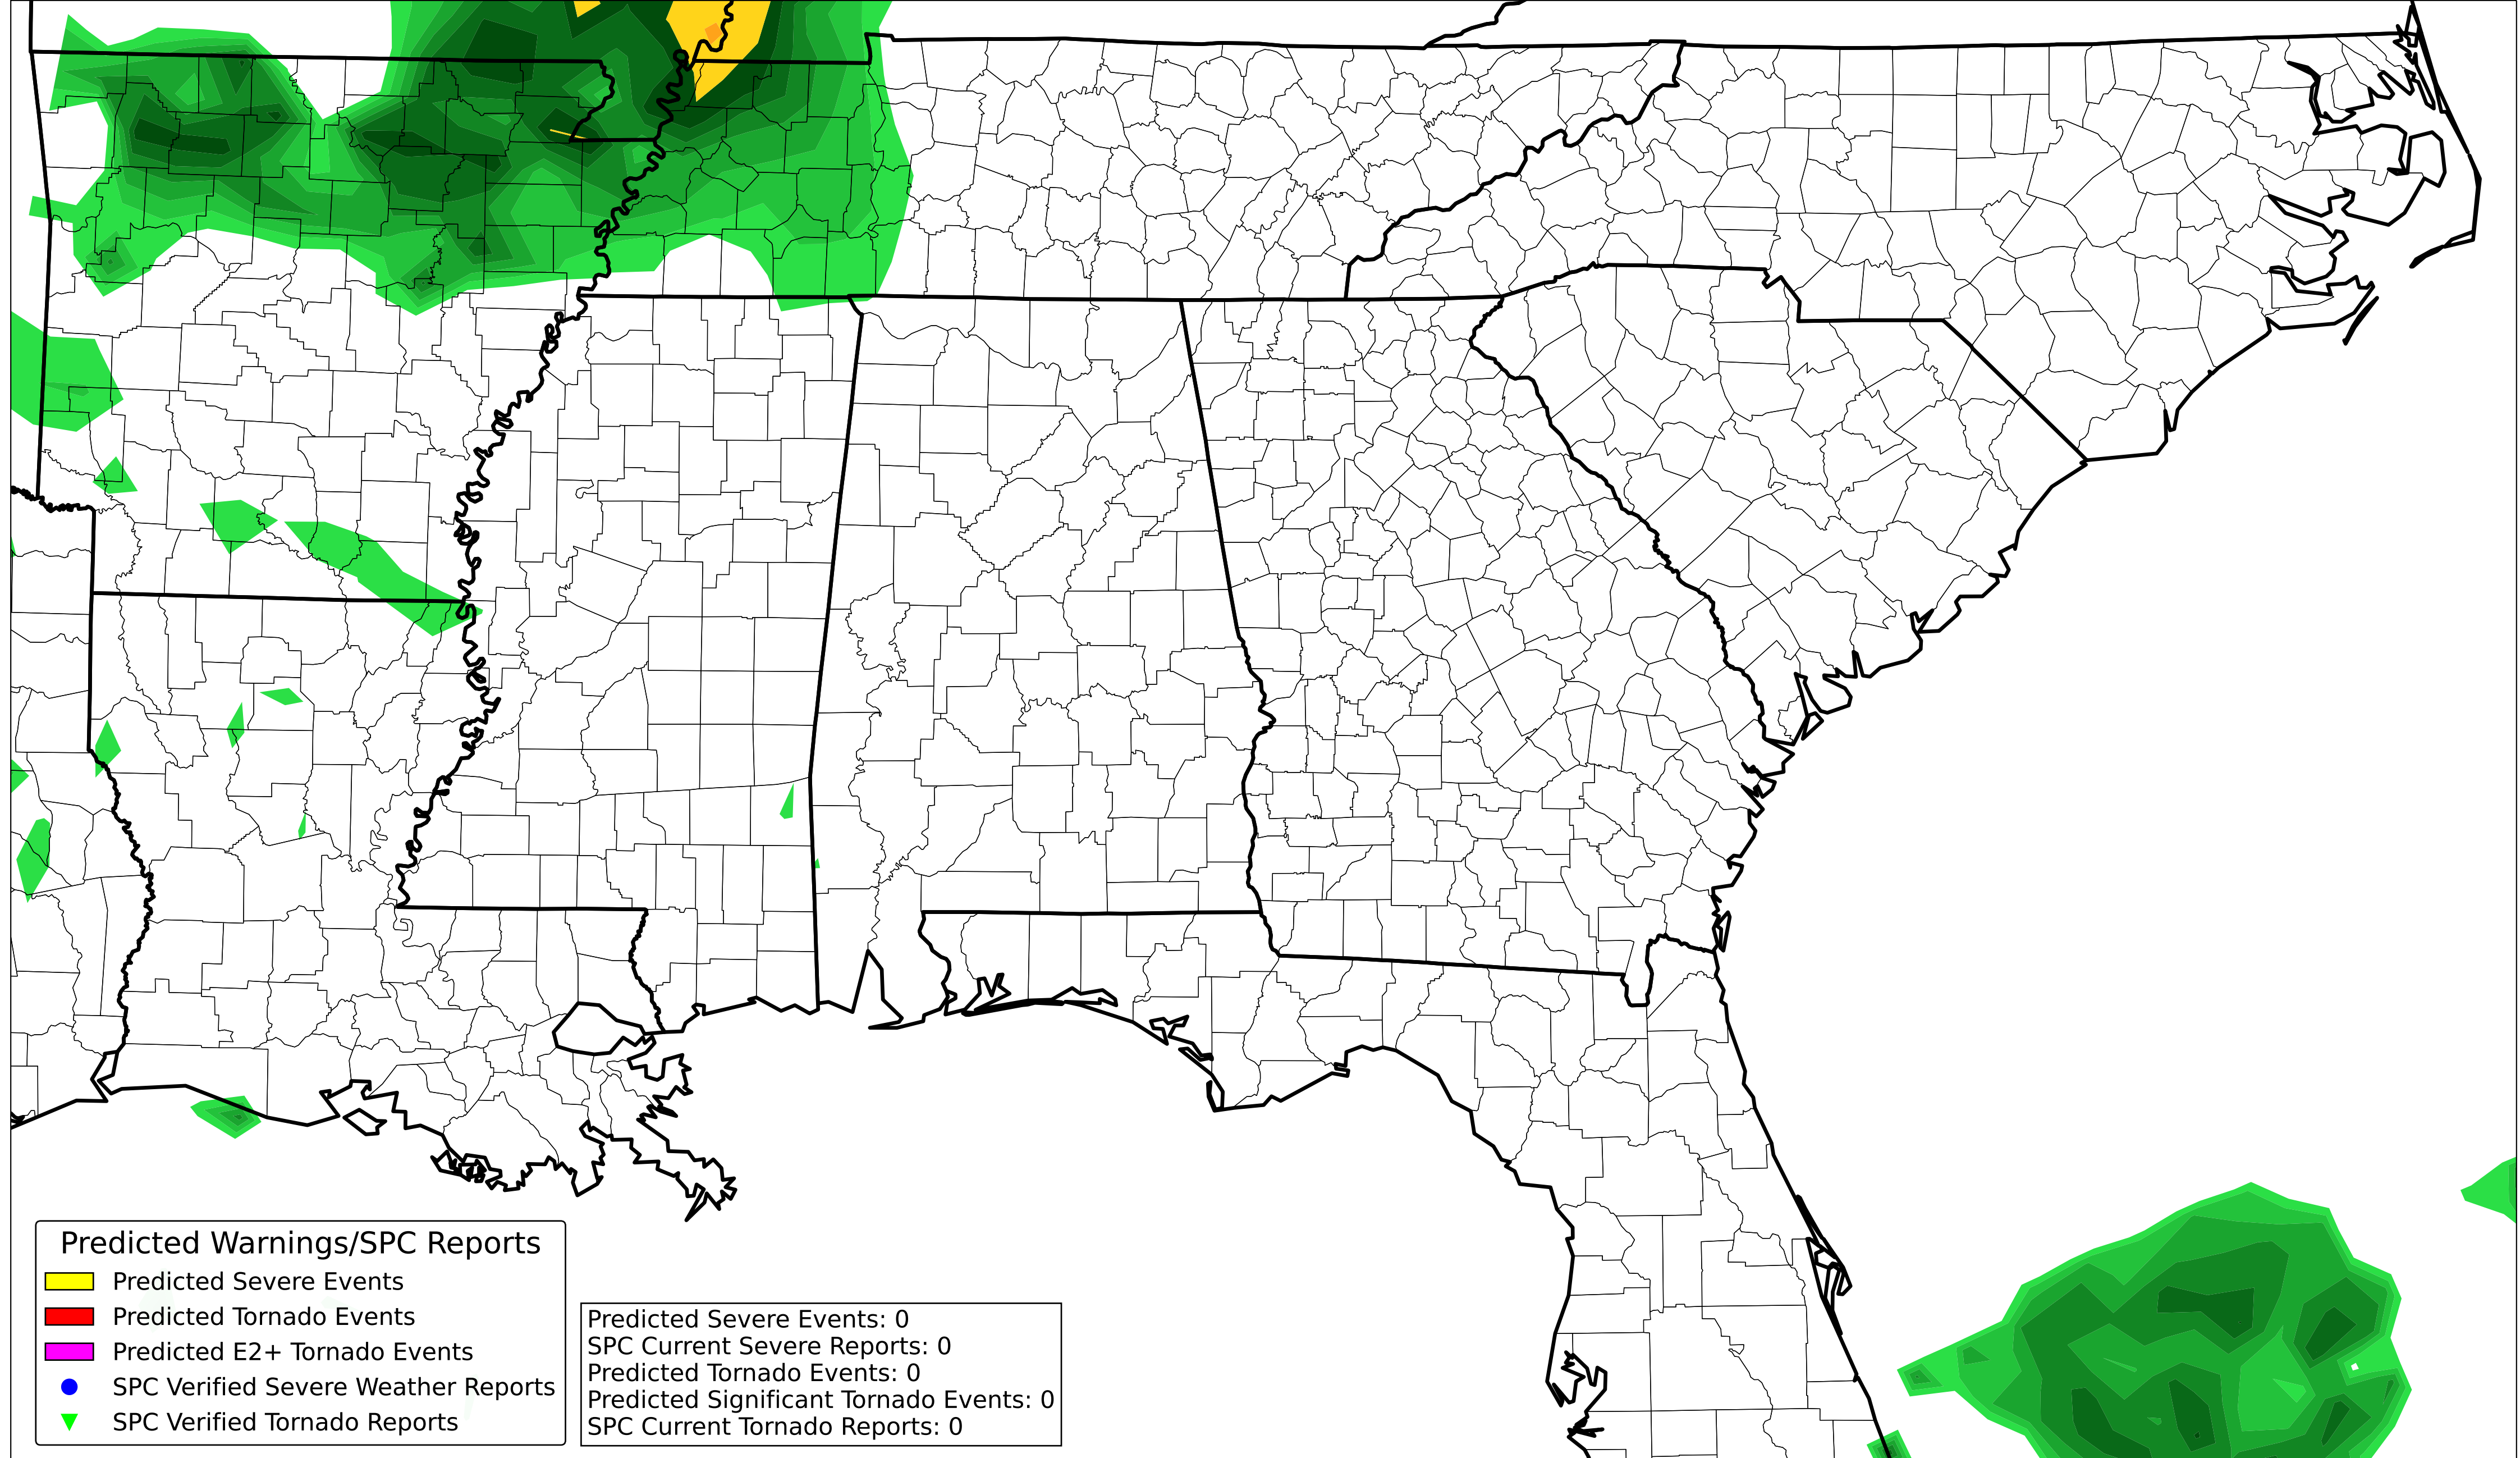 Predicted Warnings/SPC Reports
Predicted Severe Events
Predicted Tornado Events
Predicted E2+ Tornado Events
SPC Verified Severe Weather Reports
SPC Verified Tornado Reports
Predicted Severe Events: 0
SPC Current Severe Reports: 0
Predicted Tornado Events: 0
Predicted Significant Tornado Events: 0
SPC Current Tornado Reports: 0